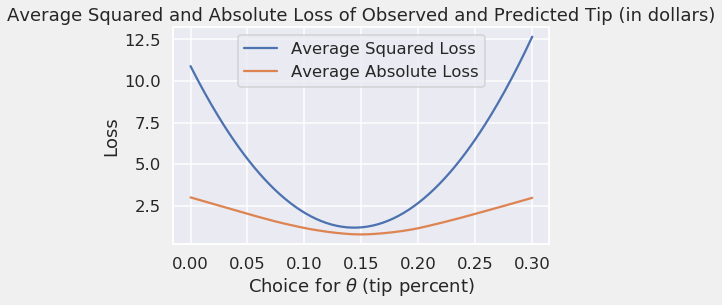 Average Squared and Absolute Loss of Observed and Predicted Tip (in dollars)
12.5
10.0
7.5
5.0
2.5
Loss
Average Squared Loss
Average Absolute Loss
0.00 0.05 0.10 0.15 0.20 0.25 0.30
Choice for θ (tip percent)